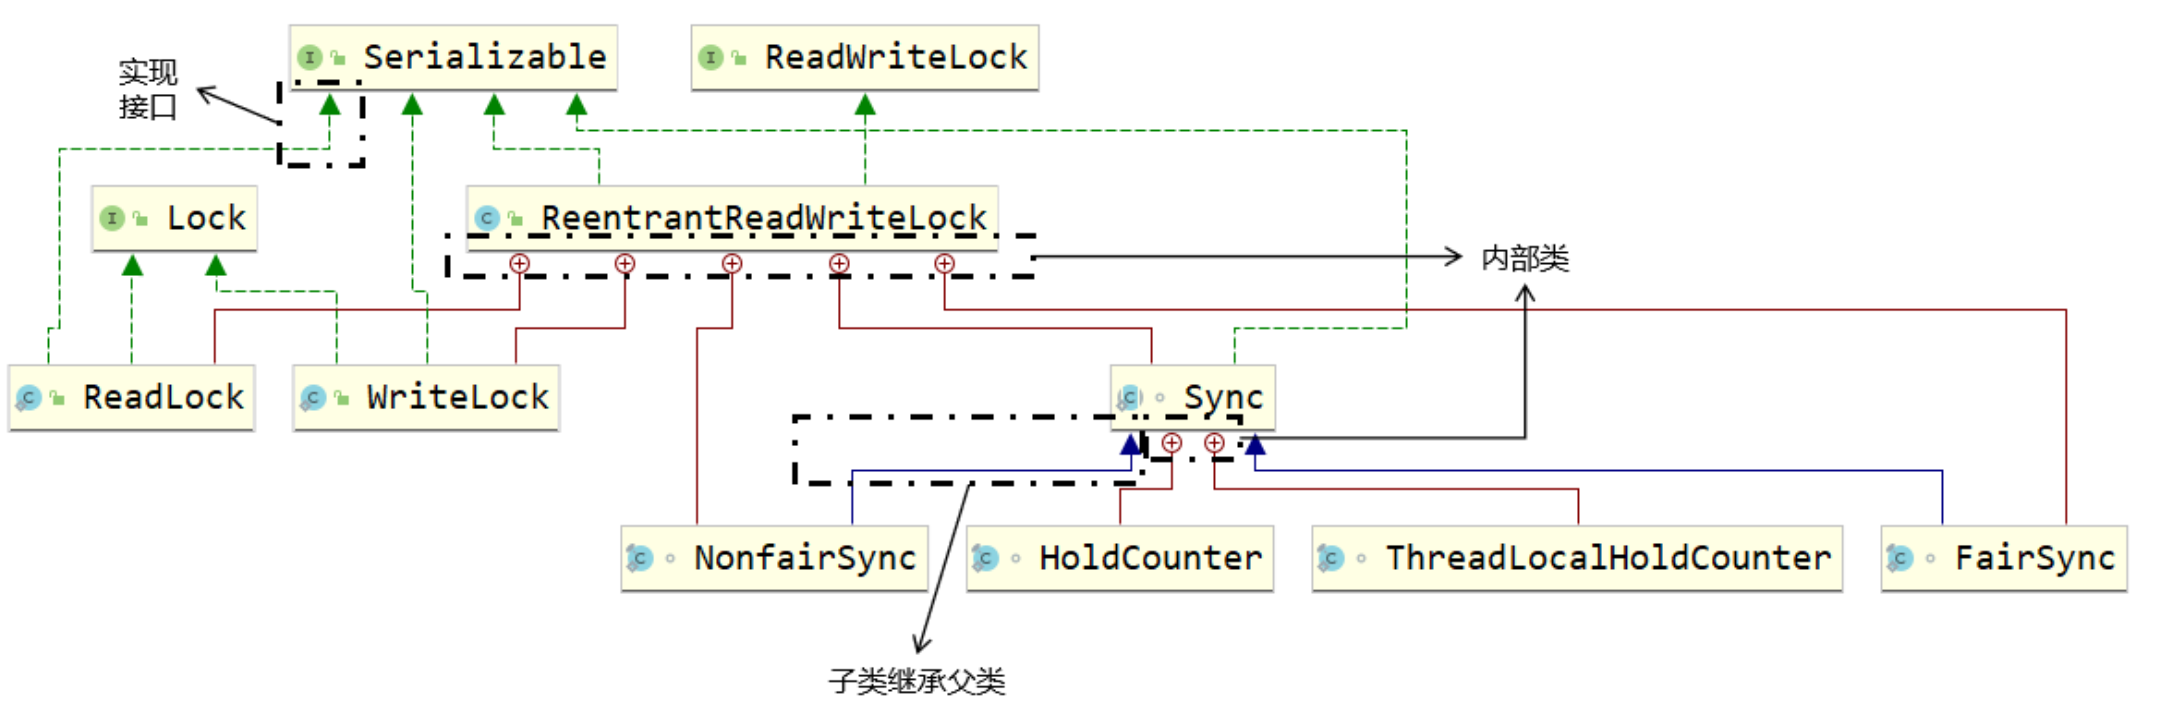 Serializable
ReadWriteLock
实现
接口
Lock
ReentrantReadWriteLock
内部类
ReadLock
WriteLock
Sync
NonfairSync
HoldCounter
ThreadLocalHoldCounter
FairSync
子类继承父类